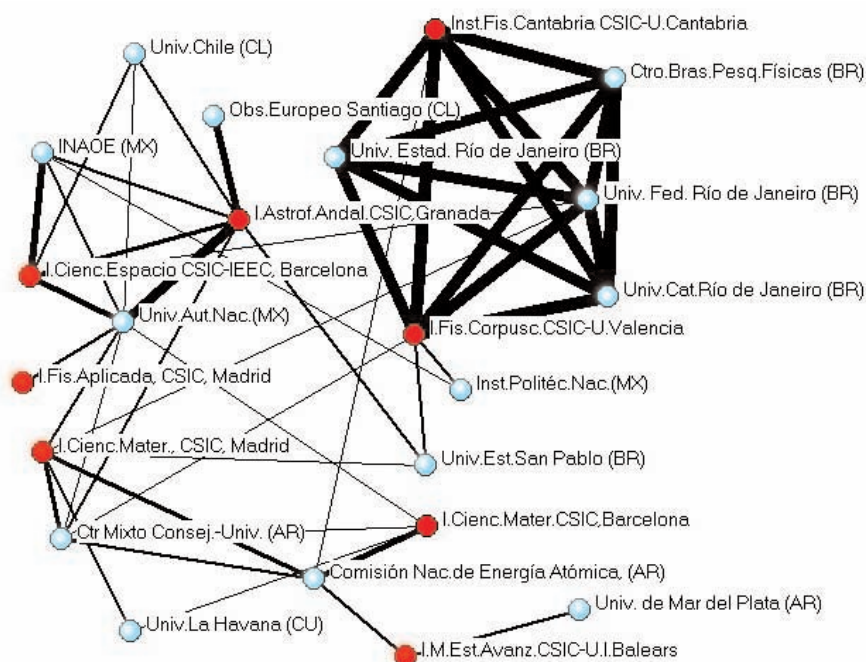 Inst.Fis.Cantabria CSIC-U.Cantabria
Univ.Chile (CL)
Ctro.Bras.Pesq.Físicas (BR)
Obs.Europeo Santiago (CL)
INAOE (MX)
Univ. Estad. Río de Janeiro (BR)
Univ. Fed. Río de Janeiro (BR)
I.Astrof.Andal.CSIC,Granada
I.Cienc.Espacio CSIC-IEEC, Barcelona
Univ.Cat.Río de Janeiro (BR)
Univ.Aut.Nac.(MX)
I.Fis.Corpusc.CSIC-U.Valencia
I.Fis.Aplicada, CSIC, Madrid
Inst.Politéc.Nac.(MX)
I.Cienc.Mater., CSIC, Madrid
Univ.Est.San Pablo (BR)
I.Cienc.Mater.CSIC,Barcelona
Ctr Mixto Consej.-Univ. (AR)
Comisión Nac.de Energía Atómica, (AR)
Univ. de Mar del Plata (AR)
Univ.La Havana (CU)
I.M.Est.Avanz.CSIC-U.I.Balears